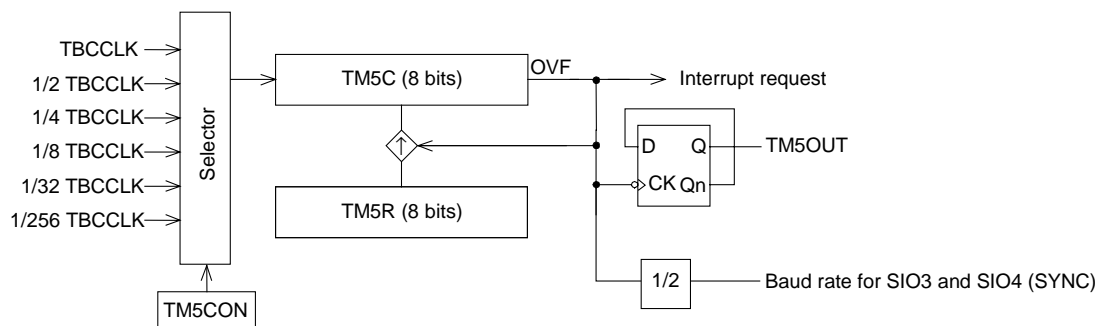 TBCCLK
1/2 TBCCLK
1/4 TBCCLK
1/8 TBCCLK
1/32 TBCCLK
1/256 TBCCLK
Selector
TM5CON
TM5C (8 bits)
OVF
Interrupt request
TM5R (8 bits)
D
Q
CK
Qn
TM5OUT
1/2
Baud rate for SIO3 and SIO4 (SYNC)